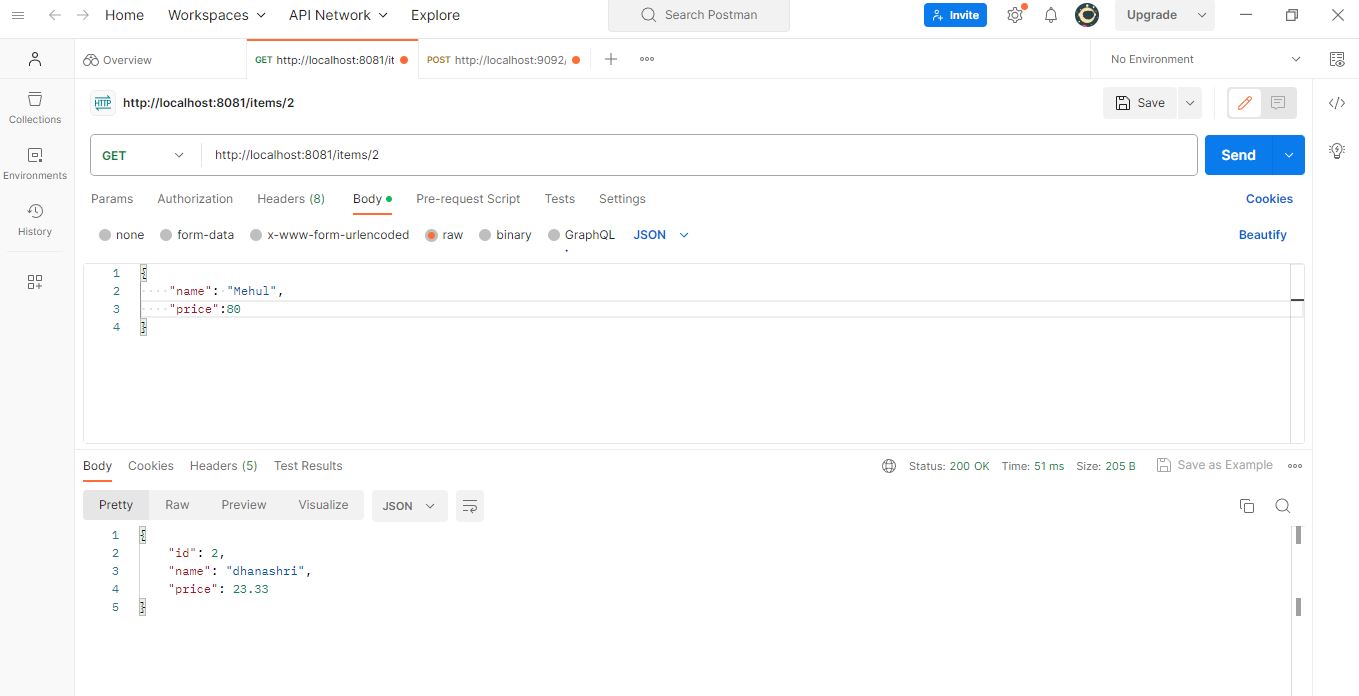 Home Workspaces API Network Explore Search Postman Invite Upgrade
Overview GET http://localhost:8081/it POST http://localhost:9092/ No Environment
HTTP http://localhost:8081/items/2 Save
Collections
GET http://localhost:8081/items/2 Send
Environments
Params Authorization Headers (8) Body Pre-request Script Tests Settings Cookies
History
none form-data x-www-form-urlencoded raw binary GraphQL JSON Beautify
1 {
2 "name": "Mehul",
3 "price":80
4 }
Body Cookies Headers (5) Test Results Status: 200 OK Time: 51 ms Size: 205 B Save as Example
Pretty Raw Preview Visualize JSON
1 {
2 "id": 2,
3 "name": "dhanashri",
4 "price": 23.33
5 }